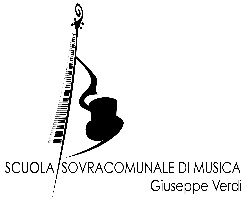 SCUOLA SOVRACOMUNALE DI MUSICA
Giuseppe Verdi